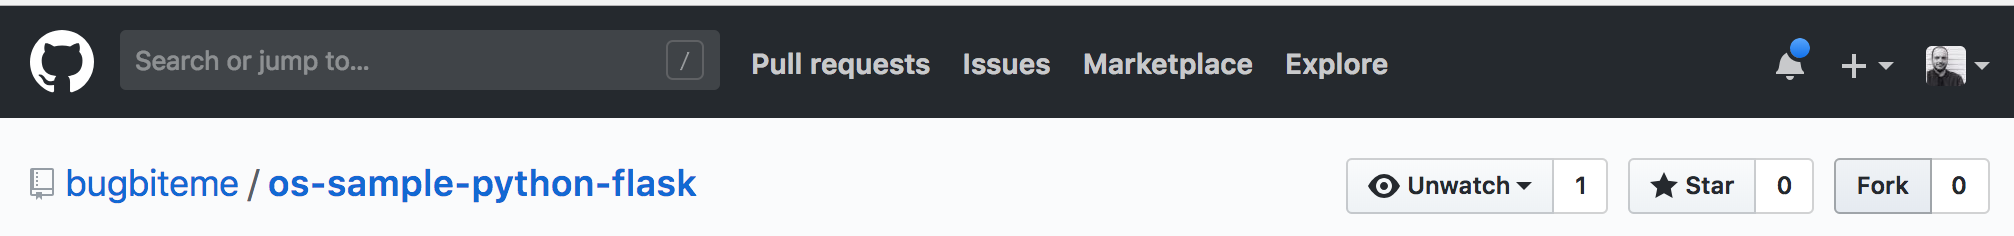 Search or jump to... / Pull requests Issues Marketplace Explore
bugbiteme / os-sample-python-flask Unwatch 1 Star 0 Fork 0